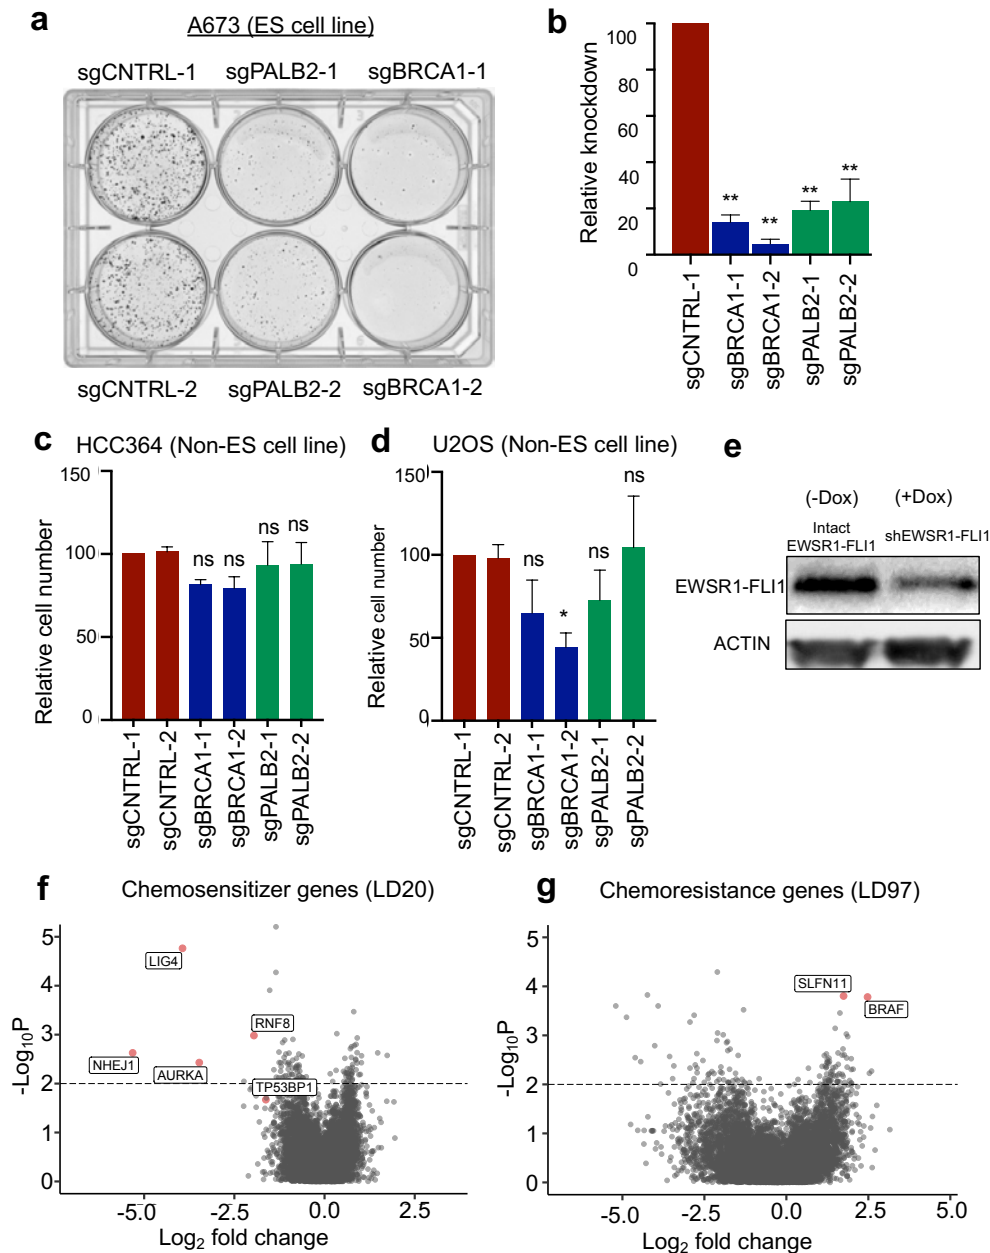 a
A673 (ES cell line)
sgCNTRL-1 sgPALB2-1 sgBRCA1-1
sgCNTRL-2 sgPALB2-2 sgBRCA1-2
b
Relative knockdown
100
80
60
40
20
0
** ** ** **
sgCNTRL-1
sgBRCA1-1
sgBRCA1-2
sgPALB2-1
sgPALB2-2
c
HCC364 (Non-ES cell line)
Relative cell number
150
100
50
0
ns ns ns ns
sgCNTRL-1
sgCNTRL-2
sgBRCA1-1
sgBRCA1-2
sgPALB2-1
sgPALB2-2
d
U2OS (Non-ES cell line)
Relative cell number
150
100
50
0
ns * ns ns
sgCNTRL-1
sgCNTRL-2
sgBRCA1-1
sgBRCA1-2
sgPALB2-1
sgPALB2-2
e
(-Dox) (+Dox)
Intact
EWSR1-FLI1 shEWSR1-FLI1
EWSR1-FLI1
ACTIN
f
Chemosensitizer genes (LD20)
-Log10P
5
4
3
2
1
0
LIG4
RNF8
NHEJ1
AURKA
TP53BP1
-5.0 -2.5 0.0 2.5
Log2 fold change
g
Chemoresistance genes (LD97)
-Log10P
5
4
3
2
1
0
SLFN11
BRAF
-5.0 -2.5 0.0 2.5 5.0
Log2 fold change